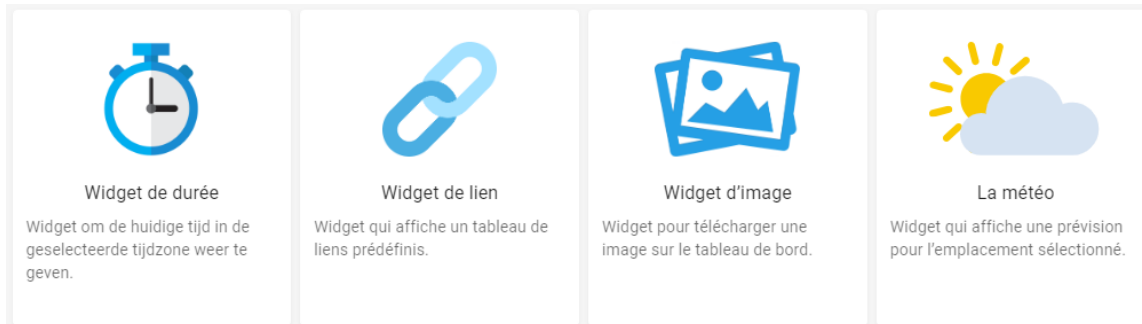 Widget de durée
Widget om de huidige tijd in de
geselecteerde tijdzone weer te
geven.
Widget de lien
Widget qui affiche un tableau de
liens prédéfinis.
Widget d’image
Widget pour télécharger une
image sur le tableau de bord.
La météo
Widget qui affiche une prévision
pour l’emplacement sélectionné.